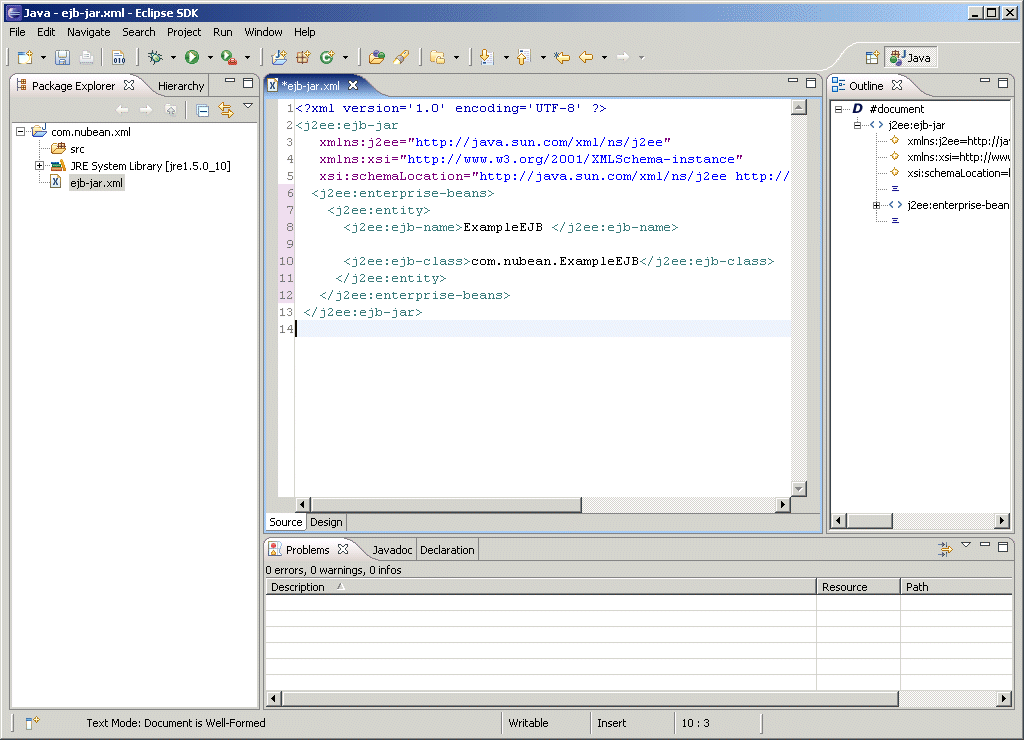 Java - ejb-jar.xml - Eclipse SDK
File Edit Navigate Search Project Run Window Help
Java
Package Explorer Hierarchy
com.nubean.xml
src
JRE System Library [jre1.5.0_10]
ejb-jar.xml
*ejb-jar.xml
1 <?xml version='1.0' encoding='UTF-8' ?>
2 <j2ee:ejb-jar
3 xmlns:j2ee="http://java.sun.com/xml/ns/j2ee"
4 xmlns:xsi="http://www.w3.org/2001/XMLSchema-instance"
5 xsi:schemaLocation="http://java.sun.com/xml/ns/j2ee http://
6 <j2ee:enterprise-beans>
7 <j2ee:entity>
8 <j2ee:ejb-name>ExampleEJB </j2ee:ejb-name>
9
10 <j2ee:ejb-class>com.nubean.ExampleEJB</j2ee:ejb-class>
11 </j2ee:entity>
12 </j2ee:enterprise-beans>
13 </j2ee:ejb-jar>
14
Source Design
Outline
D #document
j2ee:ejb-jar
xmlns:j2ee=http://ja
xmlns:xsi=http://www
xsi:schemaLocation=
j2ee:enterprise-bean
Problems Javadoc Declaration
0 errors, 0 warnings, 0 infos
Description Resource Path
Text Mode: Document is Well-Formed Writable Insert 10 : 3